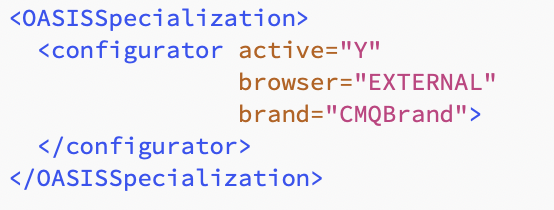 <OASISSpecialization>
  <configurator active="Y"
                browser="EXTERNAL"
                brand="CMQBrand">
  </configurator>
</OASISSpecialization>